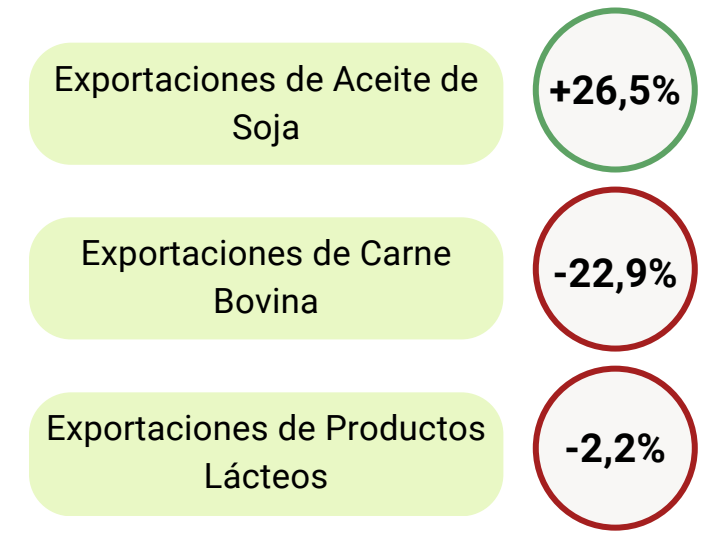 Exportaciones de Aceite de
Soja
+26,5%
Exportaciones de Carne
Bovina
-22,9%
Exportaciones de Productos
Lácteos
-2,2%